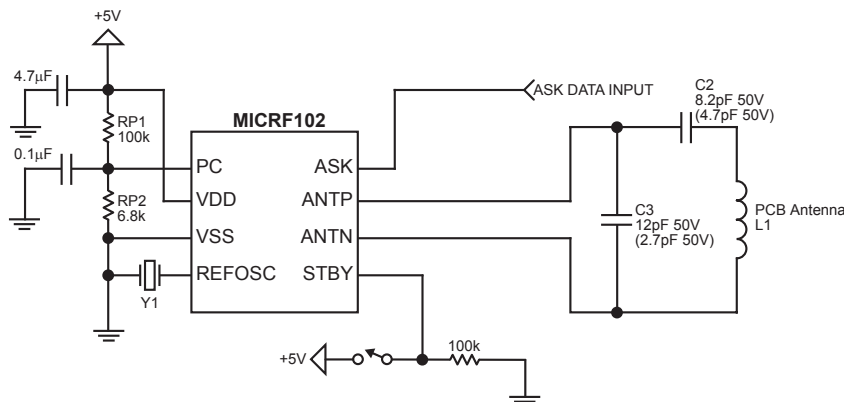 +5V
4.7µF
RP1
100k
0.1µF
RP2
6.8k
MICRF102
PC
VDD
VSS
REFOSC
ASK
ANTP
ANTN
STBY
Y1
ASK DATA INPUT
C2
8.2pF 50V
(4.7pF 50V)
C3
12pF 50V
(2.7pF 50V)
PCB Antenna
L1
+5V
100k